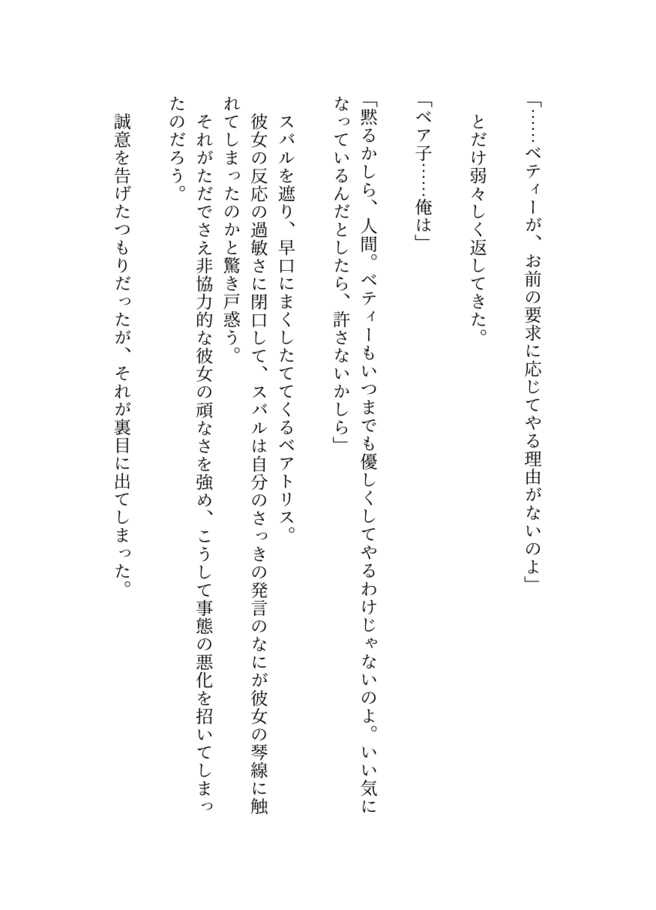 「……ベティーが、お前の要求に応じてやる理由がないのよ」
とだけ弱々しく返してきた。
「ベア子……俺は」
「黙るかしら、人間。ベティーもいつまでも優しくしてやるわけじゃないのよ。いい気に
なっているんだとしたら、許さないかしら」
スバルを遮り、早口にまくしたててくるベアトリス。
彼女の反応の過敏さに閉口して、スバルは自分のさっきの発言のなにが彼女の琴線に触
れてしまったのかと驚き戸惑う。
それがただでさえ非協力的な彼女の頑なさを強め、こうして事態の悪化を招いてしまっ
たのだろう。
誠意を告げたつもりだったが、それが裏目に出てしまった。